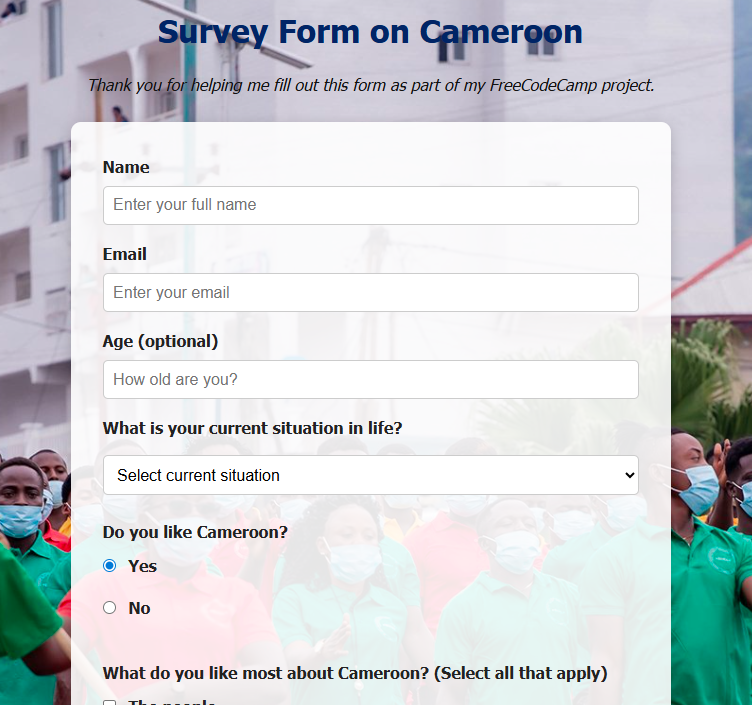 Survey Form on Cameroon
Thank you for helping me fill out this form as part of my FreeCodeCamp project.
Name
Enter your full name
Email
Enter your email
Age (optional)
How old are you?
What is your current situation in life?
Select current situation
Do you like Cameroon?
Yes
No
What do you like most about Cameroon? (Select all that apply)
The people